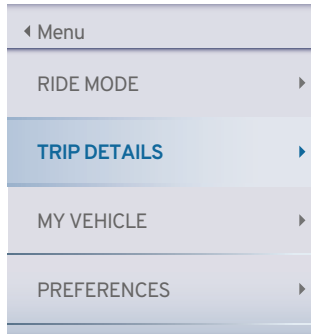 Menu
RIDE MODE
TRIP DETAILS
MY VEHICLE
PREFERENCES